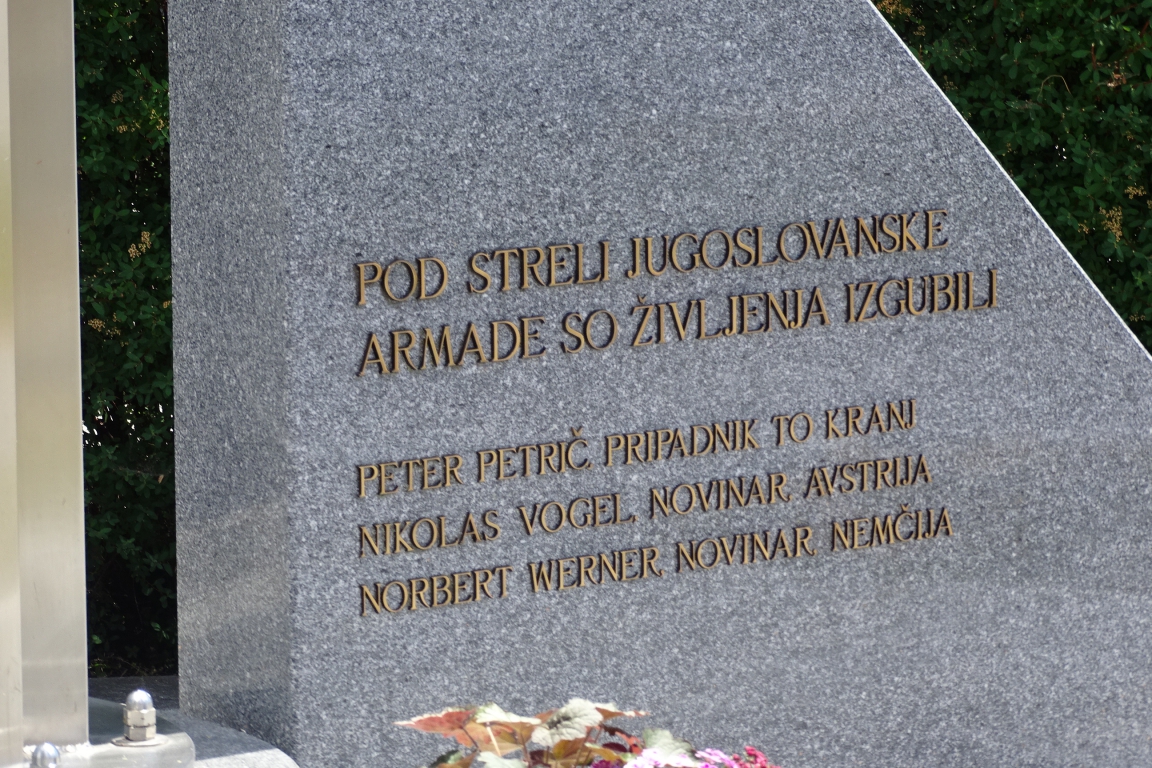 POD STRELI JUGOSLOVANSKE
ARMADE SO ŽIVLJENJA IZGUBILI
PETER PETRIČ, PRIPADNIK TO KRANJ
NIKOLAS VOGEL, NOVINAR, AVSTRIJA
NORBERT WERNER, NOVINAR, NEMČIJA